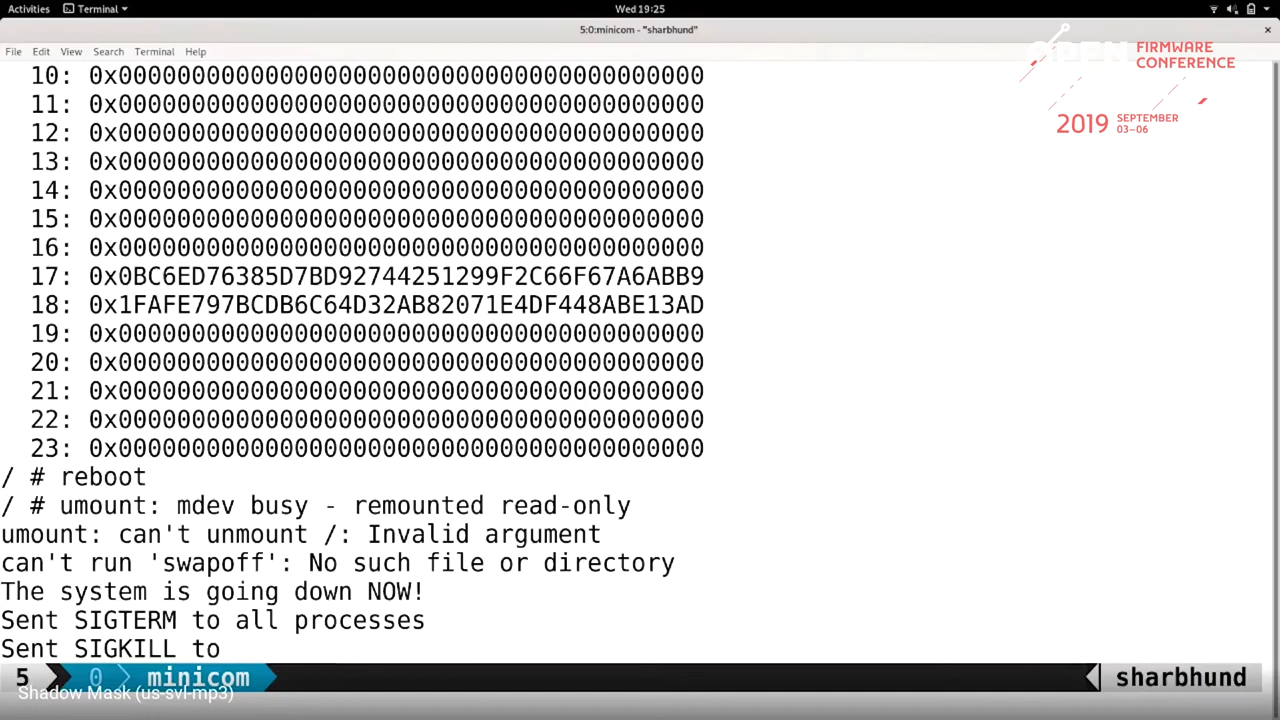 Activities Terminal Wed 19:25
5:0:minicom - "sharbhund"
File Edit View Search Terminal Help
OPEN FIRMWARE CONFERENCE
2019 SEPTEMBER 03–06
10: 0x0000000000000000000000000000000000000000
11: 0x0000000000000000000000000000000000000000
12: 0x0000000000000000000000000000000000000000
13: 0x0000000000000000000000000000000000000000
14: 0x0000000000000000000000000000000000000000
15: 0x0000000000000000000000000000000000000000
16: 0x0000000000000000000000000000000000000000
17: 0x0BC6ED76385D7BD92744251299F2C66F67A6ABB9
18: 0x1FAFE797BCDB6C64D32AB82071E4DF448ABE13AD
19: 0x0000000000000000000000000000000000000000
20: 0x0000000000000000000000000000000000000000
21: 0x0000000000000000000000000000000000000000
22: 0x0000000000000000000000000000000000000000
23: 0x0000000000000000000000000000000000000000
/ # reboot
/ # umount: mdev busy - remounted read-only
umount: can't unmount /: Invalid argument
can't run 'swapoff': No such file or directory
The system is going down NOW!
Sent SIGTERM to all processes
Sent SIGKILL to
5 0 minicom sharbhund
Shadow Mask (us-svl-mp3)